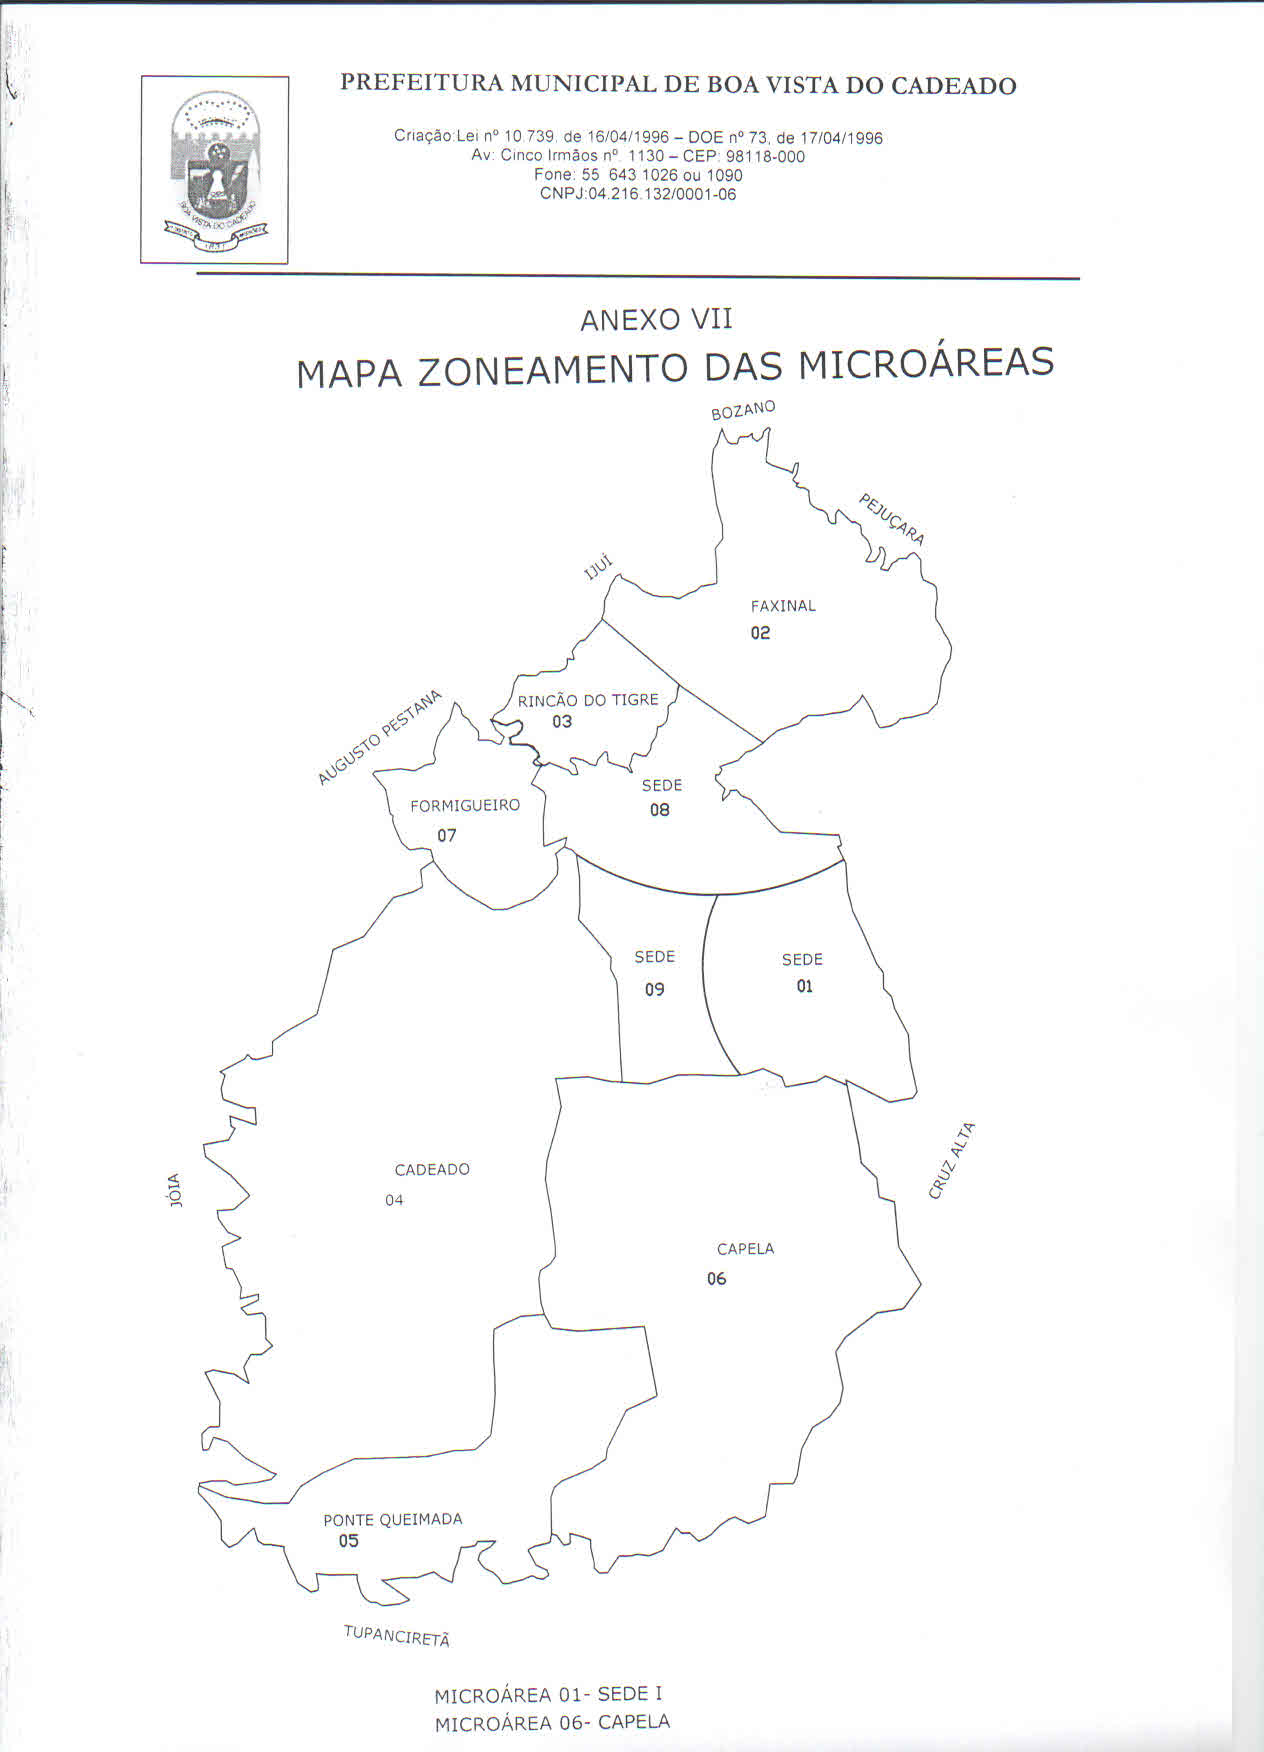 PREFEITURA MUNICIPAL DE BOA VISTA DO CADEADO
Criação:Lei nº 10.739, de 16/04/1996 – DOE nº 73, de 17/04/1996
Av: Cinco Irmãos nº. 1130 – CEP: 98118-000
Fone: 55 643 1026 ou 1090
CNPJ:04.216.132/0001-06
BOA VISTA DO CADEADO
ANEXO VII
MAPA ZONEAMENTO DAS MICROÁREAS
BOZANO
PEJUÇARA
IJUÍ
FAXINAL
02
RINCÃO DO TIGRE
03
AUGUSTO PESTANA
SEDE
08
FORMIGUEIRO
07
SEDE
09
SEDE
01
CRUZ ALTA
JÓIA
CADEADO
04
CAPELA
06
PONTE QUEIMADA
05
TUPANCIRETÃ
MICROÁREA 01- SEDE I
MICROÁREA 06- CAPELA